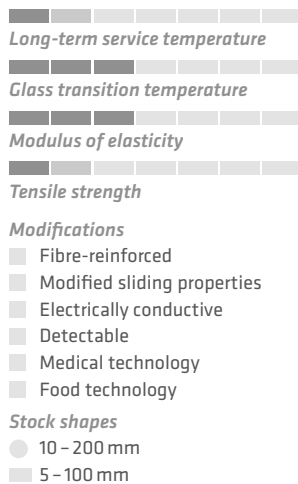 Long-term service temperature
Glass transition temperature
Modulus of elasticity
Tensile strength
Modifications
Fibre-reinforced
Modified sliding properties
Electrically conductive
Detectable
Medical technology
Food technology
Stock shapes
10 – 200 mm
5 – 100 mm